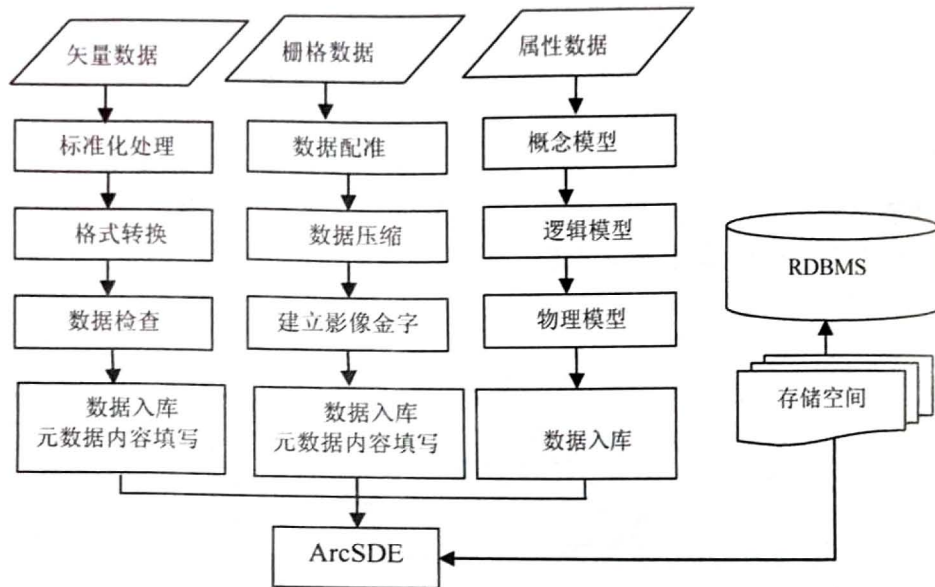 矢量数据
栅格数据
属性数据
标准化处理
数据配准
概念模型
格式转换
数据压缩
逻辑模型
RDBMS
数据检查
建立影像金字
物理模型
存储空间
数据入库
元数据内容填写
数据入库
元数据内容填写
数据入库
ArcSDE